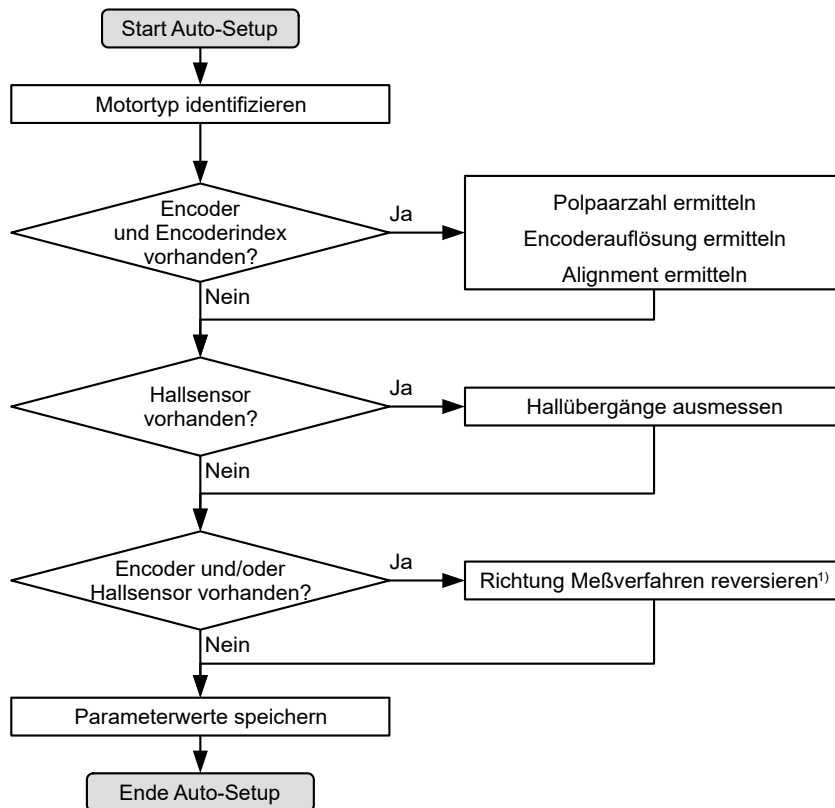 Start Auto-Setup
Motortyp identifizieren
Encoder
und Encoderindex
vorhanden?
Ja
Polpaarzahl ermitteln
Encoderauflösung ermitteln
Alignment ermitteln
Nein
Hallsensor
vorhanden?
Ja
Hallübergänge ausmessen
Nein
Encoder und/oder
Hallsensor vorhanden?
Ja
Richtung Meßverfahren reversieren¹⁾
Nein
Parameterwerte speichern
Ende Auto-Setup